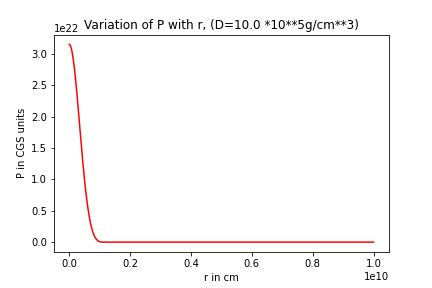 Variation of P with r, (D=10.0 *10**5g/cm**3)
1e22
3.0
2.5
2.0
1.5
1.0
0.5
0.0
P in CGS units
0.0 0.2 0.4 0.6 0.8 1.0
r in cm
1e10